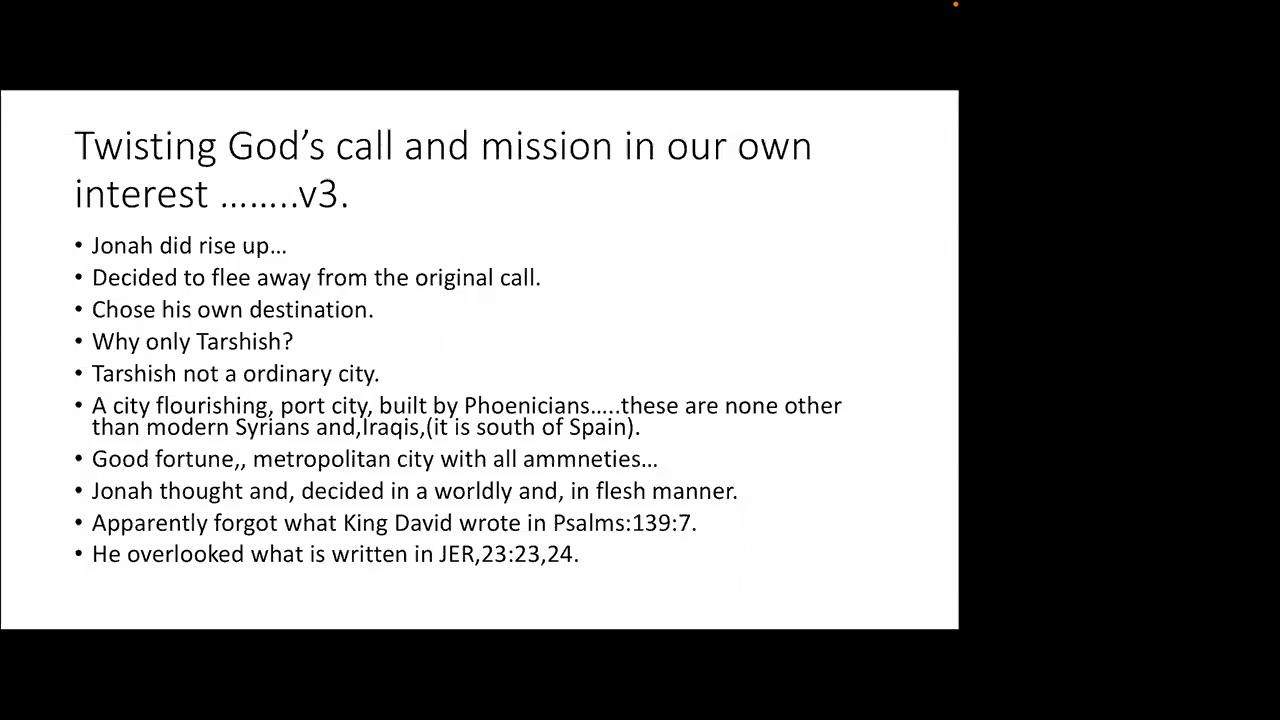 Twisting God’s call and mission in our own
interest ……..v3.
• Jonah did rise up…
• Decided to flee away from the original call.
• Chose his own destination.
• Why only Tarshish?
• Tarshish not a ordinary city.
• A city flourishing, port city, built by Phoenicians…..these are none other
than modern Syrians and,Iraqis,(it is south of Spain).
• Good fortune,, metropolitan city with all ammneties…
• Jonah thought and, decided in a worldly and, in flesh manner.
• Apparently forgot what King David wrote in Psalms:139:7.
• He overlooked what is written in JER,23:23,24.